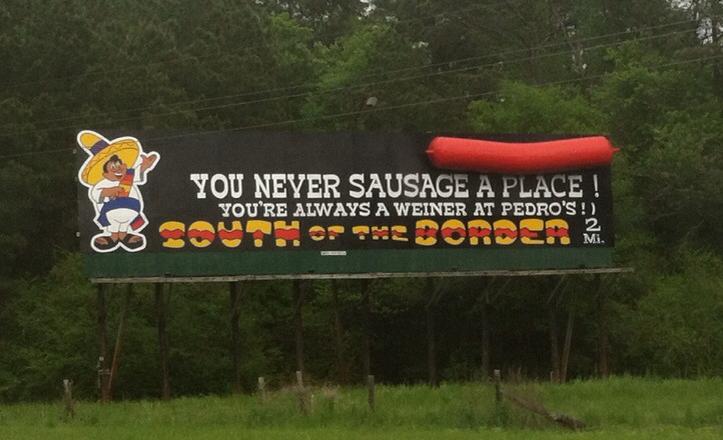 YOU NEVER SAUSAGE A PLACE !
YOU'RE ALWAYS A WEINER AT PEDRO'S ! )
SOUTH OF THE BORDER
2
Mi.